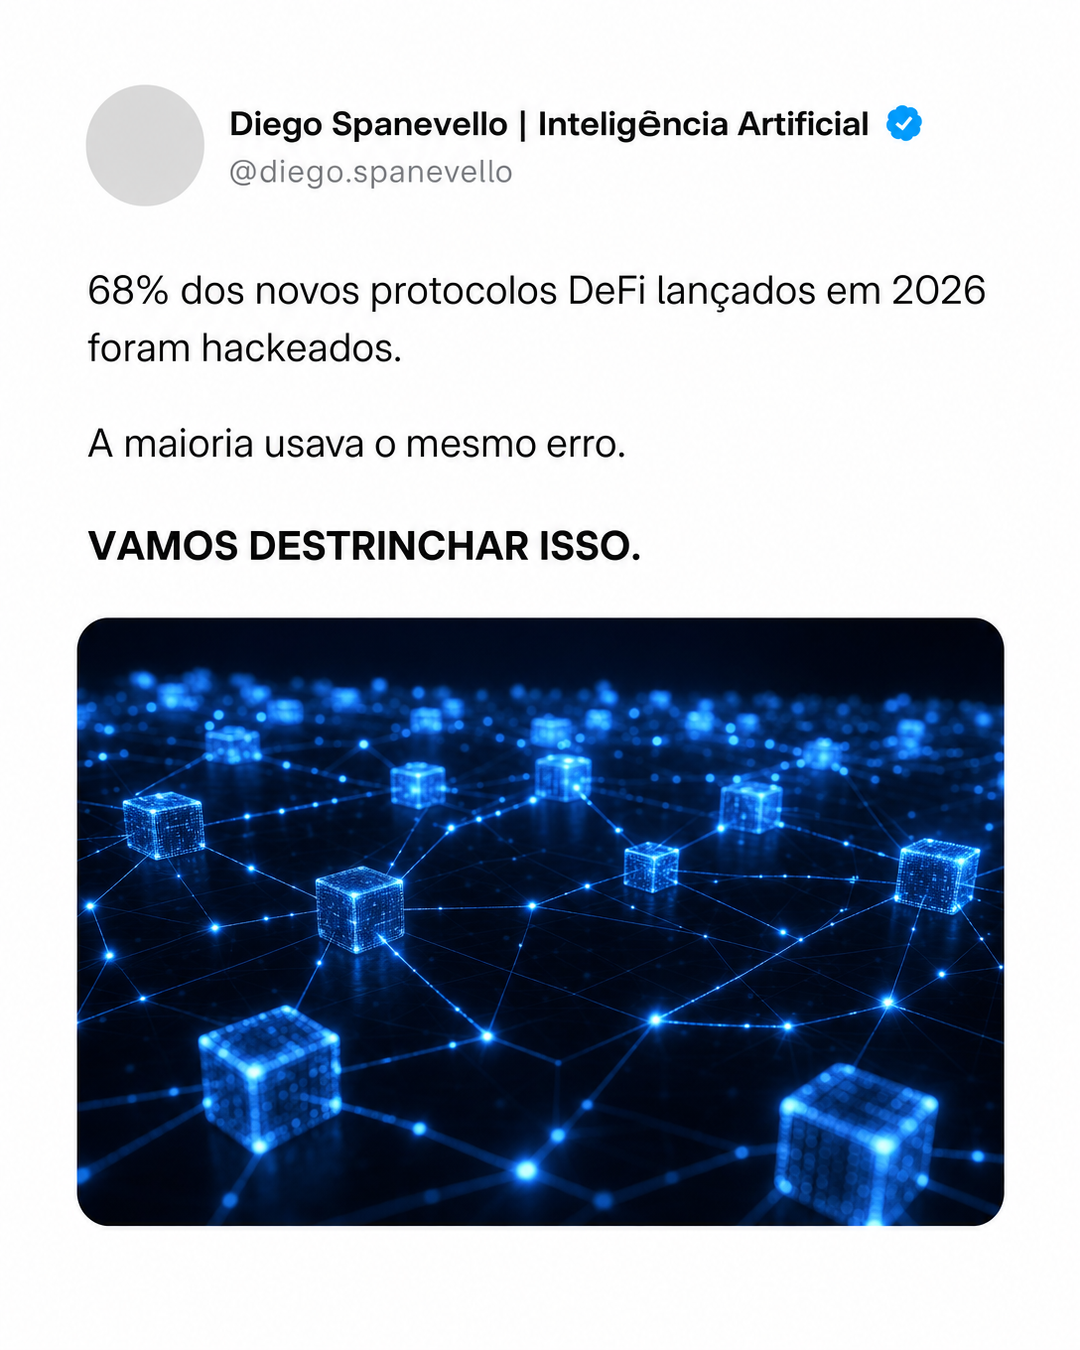 Diego Spanevello | Inteligência Artificial
@diego.spanevello
68% dos novos protocolos DeFi lançados em 2026
foram hackeados.
A maioria usava o mesmo erro.
VAMOS DESTRINCHAR ISSO.